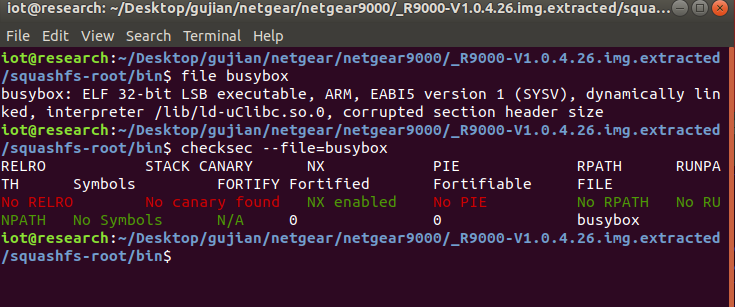 iot@research: ~/Desktop/gujian/netgear/netgear9000/_R9000-V1.0.4.26.img.extracted/squa...
File Edit View Search Terminal Help
iot@research:~/Desktop/gujian/netgear/netgear9000/_R9000-V1.0.4.26.img.extracted
/squashfs-root/bin$ file busybox
busybox: ELF 32-bit LSB executable, ARM, EABI5 version 1 (SYSV), dynamically lin
ked, interpreter /lib/ld-uClibc.so.0, corrupted section header size
iot@research:~/Desktop/gujian/netgear/netgear9000/_R9000-V1.0.4.26.img.extracted
/squashfs-root/bin$ checksec --file=busybox
RELRO STACK CANARY NX PIE RPATH RUNPA
TH Symbols FORTIFY Fortified Fortifiable FILE
No RELRO No canary found NX enabled No PIE No RPATH No RU
NPATH No Symbols N/A 0 0 busybox
iot@research:~/Desktop/gujian/netgear/netgear9000/_R9000-V1.0.4.26.img.extracted
/squashfs-root/bin$